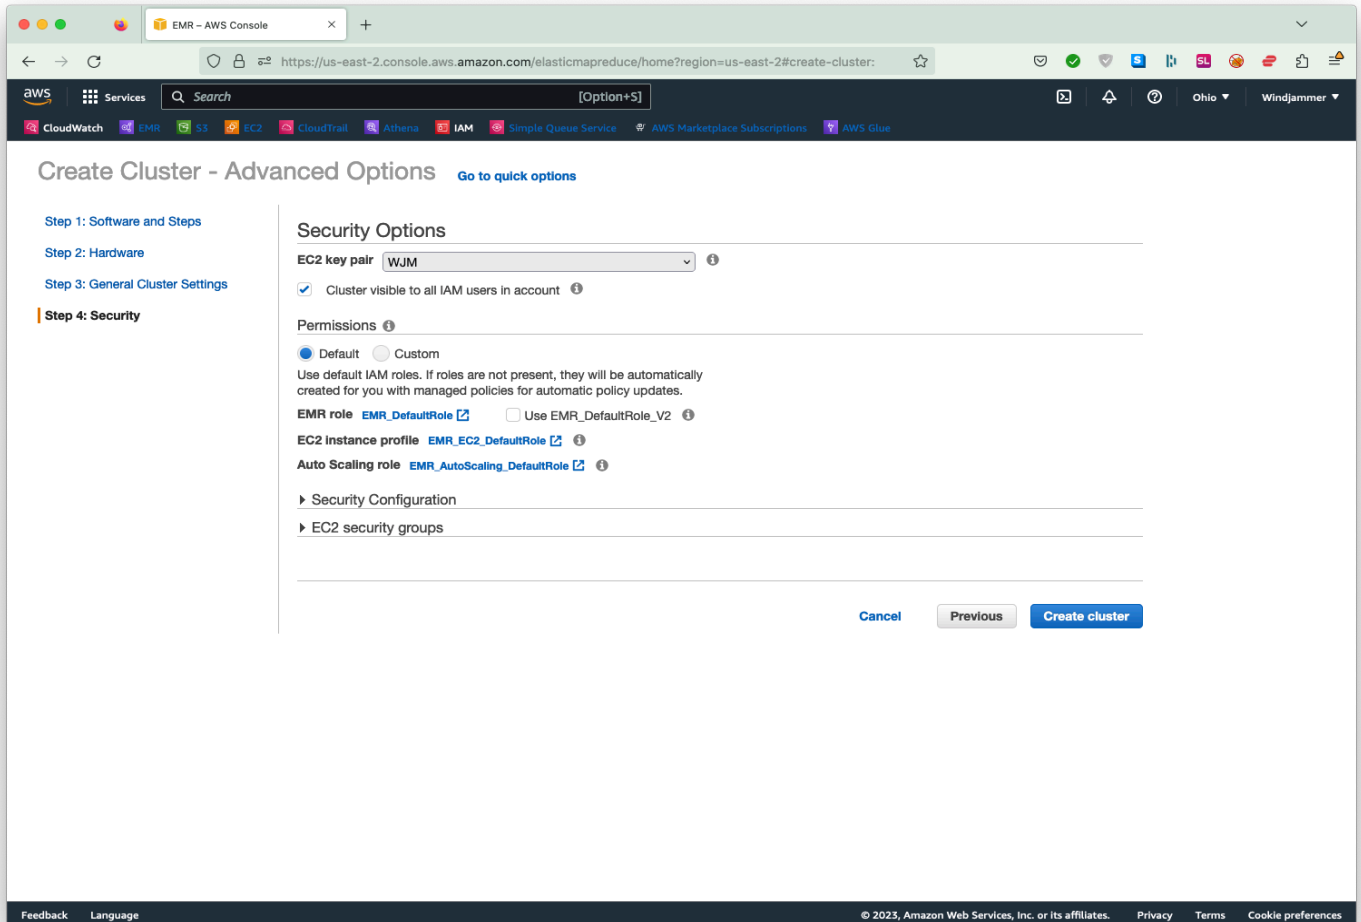 EMR – AWS Console
https://us-east-2.console.aws.amazon.com/elasticmapreduce/home?region=us-east-2#create-cluster:
aws Services Search [Option+S] Ohio Windjammer
CloudWatch EMR S3 EC2 CloudTrail Athena IAM Simple Queue Service AWS Marketplace Subscriptions AWS Glue
Create Cluster - Advanced Options Go to quick options
Step 1: Software and Steps
Step 2: Hardware
Step 3: General Cluster Settings
Step 4: Security
Security Options
EC2 key pair WJM
Cluster visible to all IAM users in account
Permissions
Default Custom
Use default IAM roles. If roles are not present, they will be automatically
created for you with managed policies for automatic policy updates.
EMR role EMR_DefaultRole Use EMR_DefaultRole_V2
EC2 instance profile EMR_EC2_DefaultRole
Auto Scaling role EMR_AutoScaling_DefaultRole
Security Configuration
EC2 security groups
Cancel Previous Create cluster
Feedback Language © 2023, Amazon Web Services, Inc. or its affiliates. Privacy Terms Cookie preferences